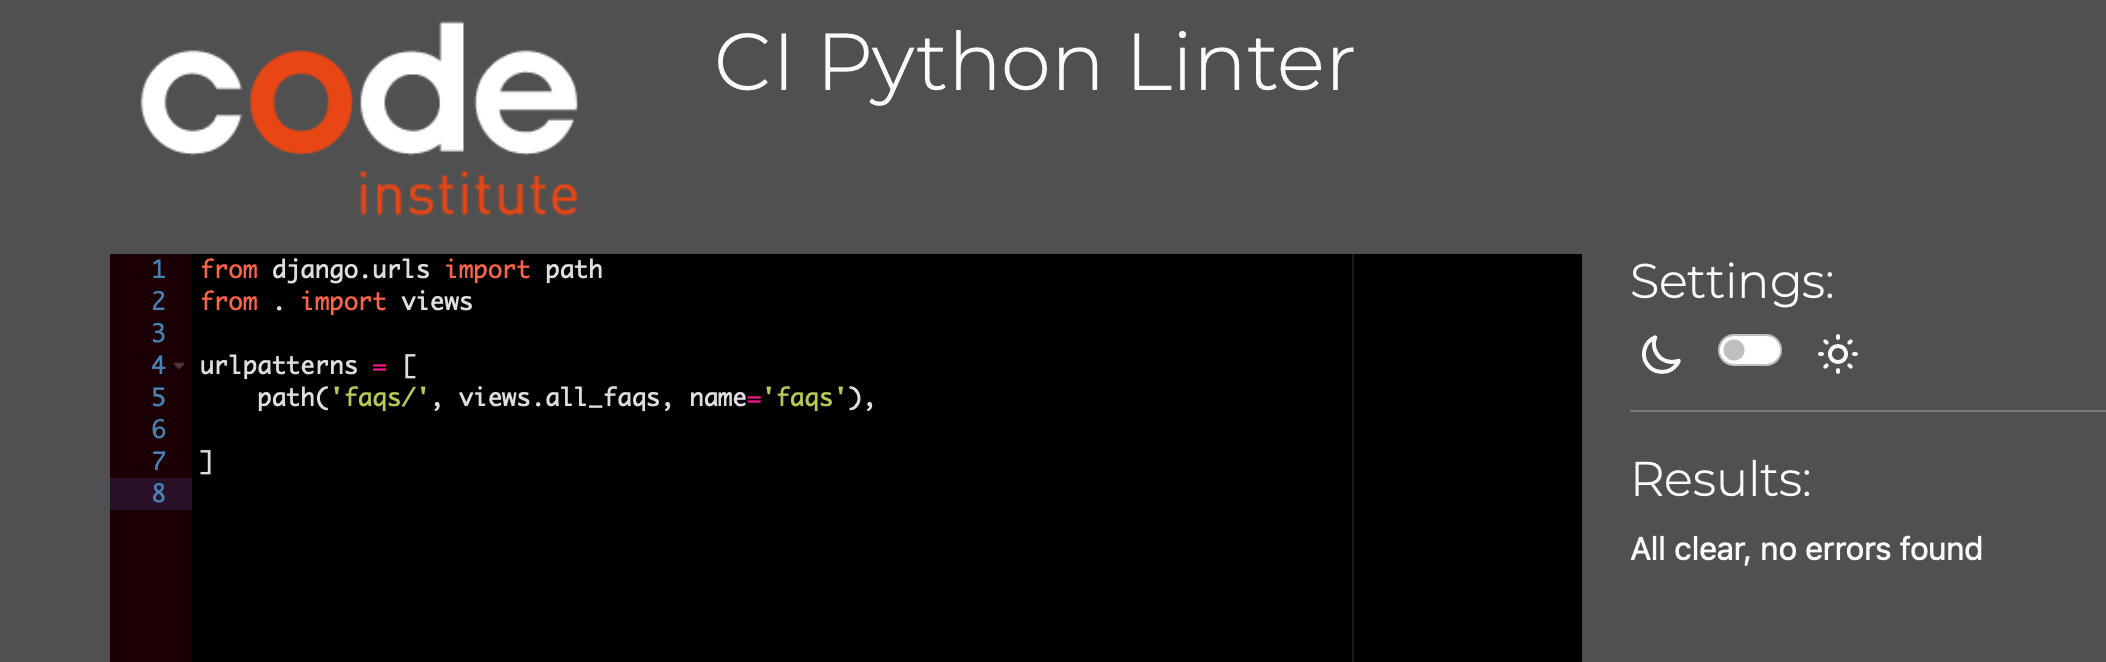 code
institute
CI Python Linter
1 from django.urls import path
2 from . import views
3
4 urlpatterns = [
5     path('faqs/', views.all_faqs, name='faqs'),
6
7 ]
8
Settings:
Results:
All clear, no errors found